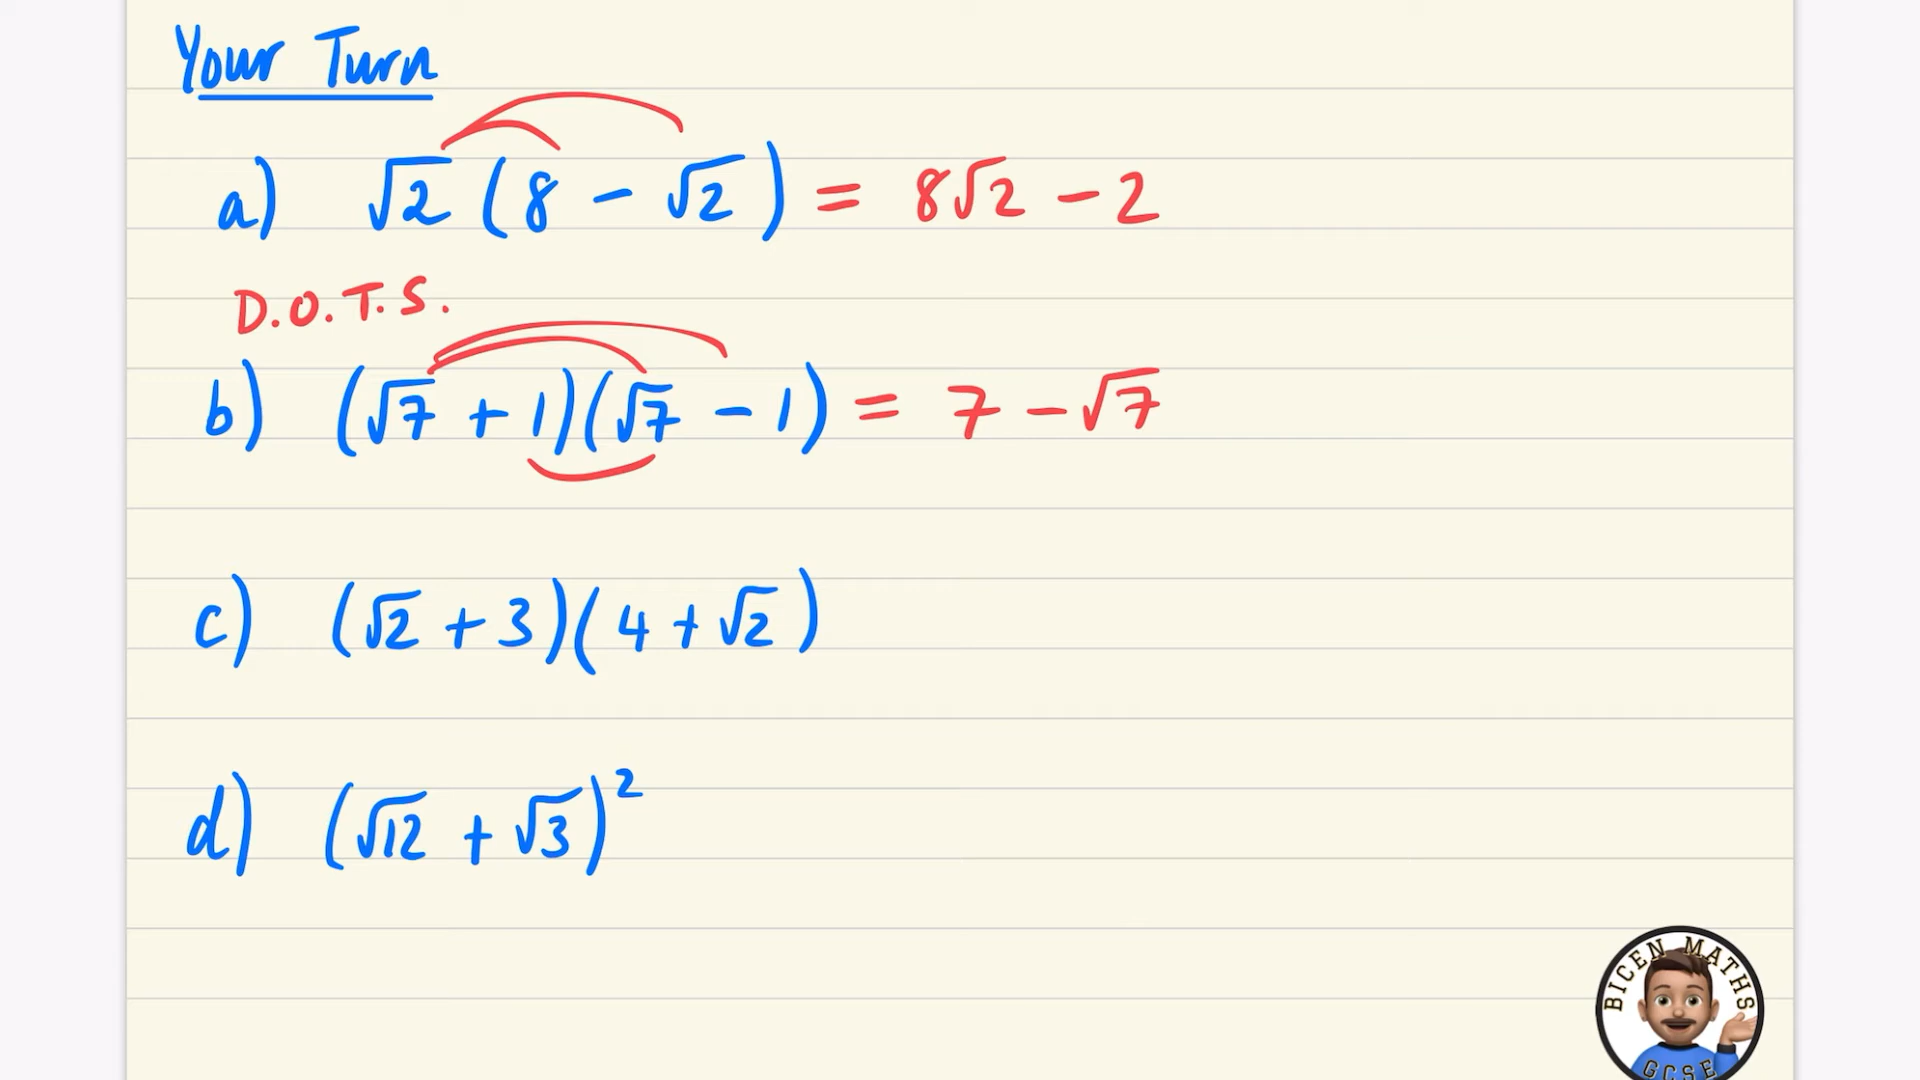 Your Turn
a) √2 (8 - √2) = 8√2 - 2
D.O.T.S.
b) (√7 + 1)(√7 - 1) = 7 - √7
c) (√2 + 3)(4 + √2)
d) (√12 + √3)²
BICEN MATHS
GCSE